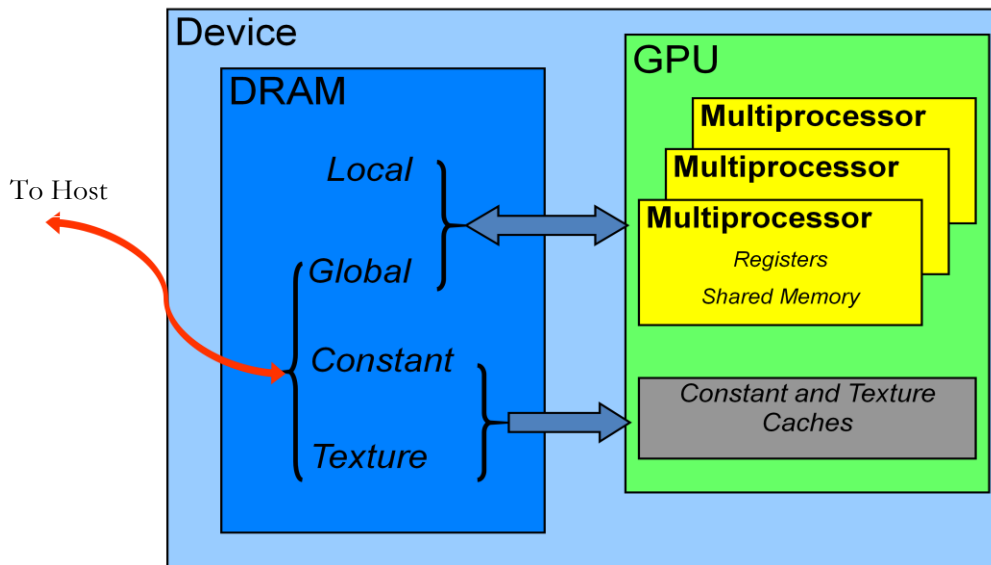 Device
DRAM
GPU
Local
Global
Constant
Texture
To Host
Multiprocessor
Multiprocessor
Multiprocessor
Registers
Shared Memory
Constant and Texture
Caches